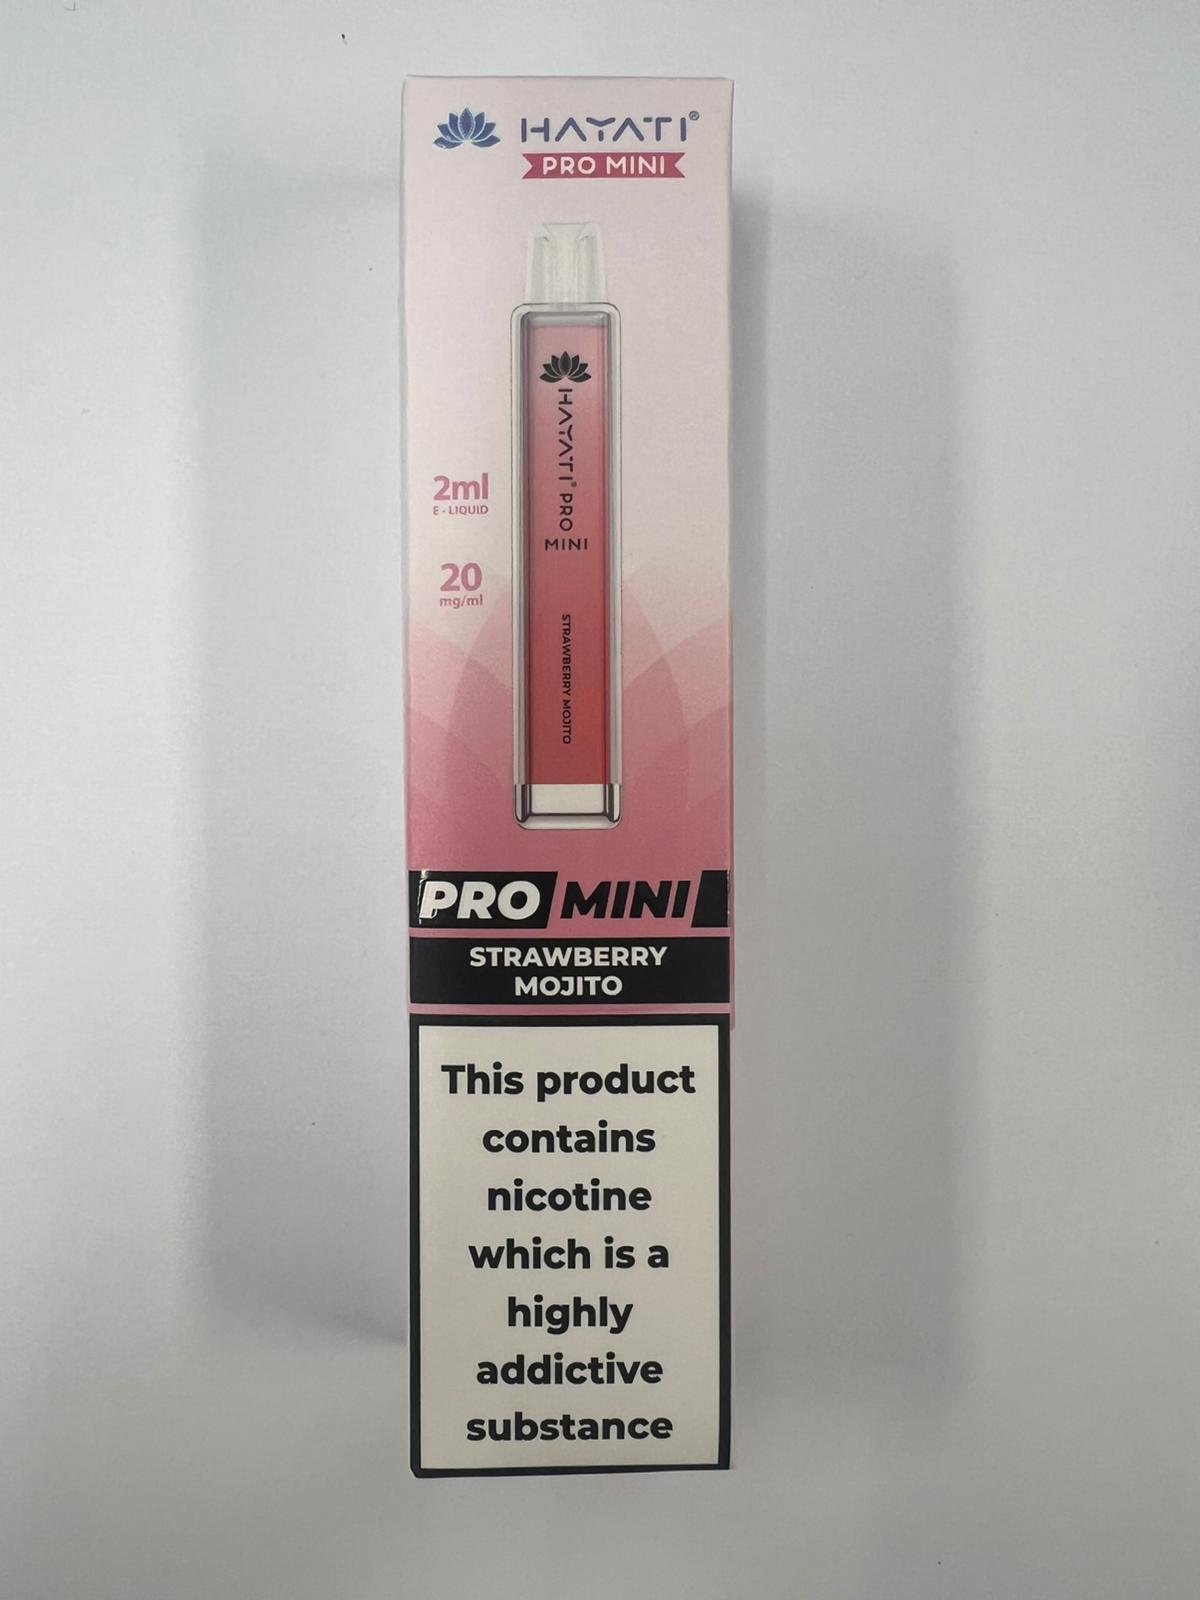 HAYATI®
PRO MINI
HAYATI® PRO
MINI
STRAWBERRY MOJITO
2ml
E-LIQUID
20
mg/ml
PRO MINI
STRAWBERRY
MOJITO
This product
contains
nicotine
which is a
highly
addictive
substance